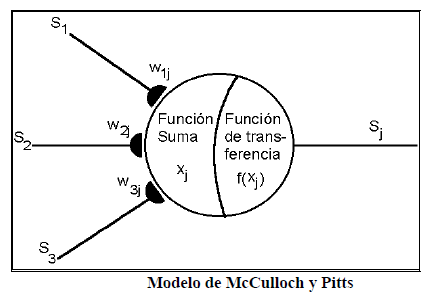 S1
w1j
S2
w2j
Función
Suma
xj
Función
de trans-
ferencia
f(xj)
Sj
w3j
S3
Modelo de McCulloch y Pitts